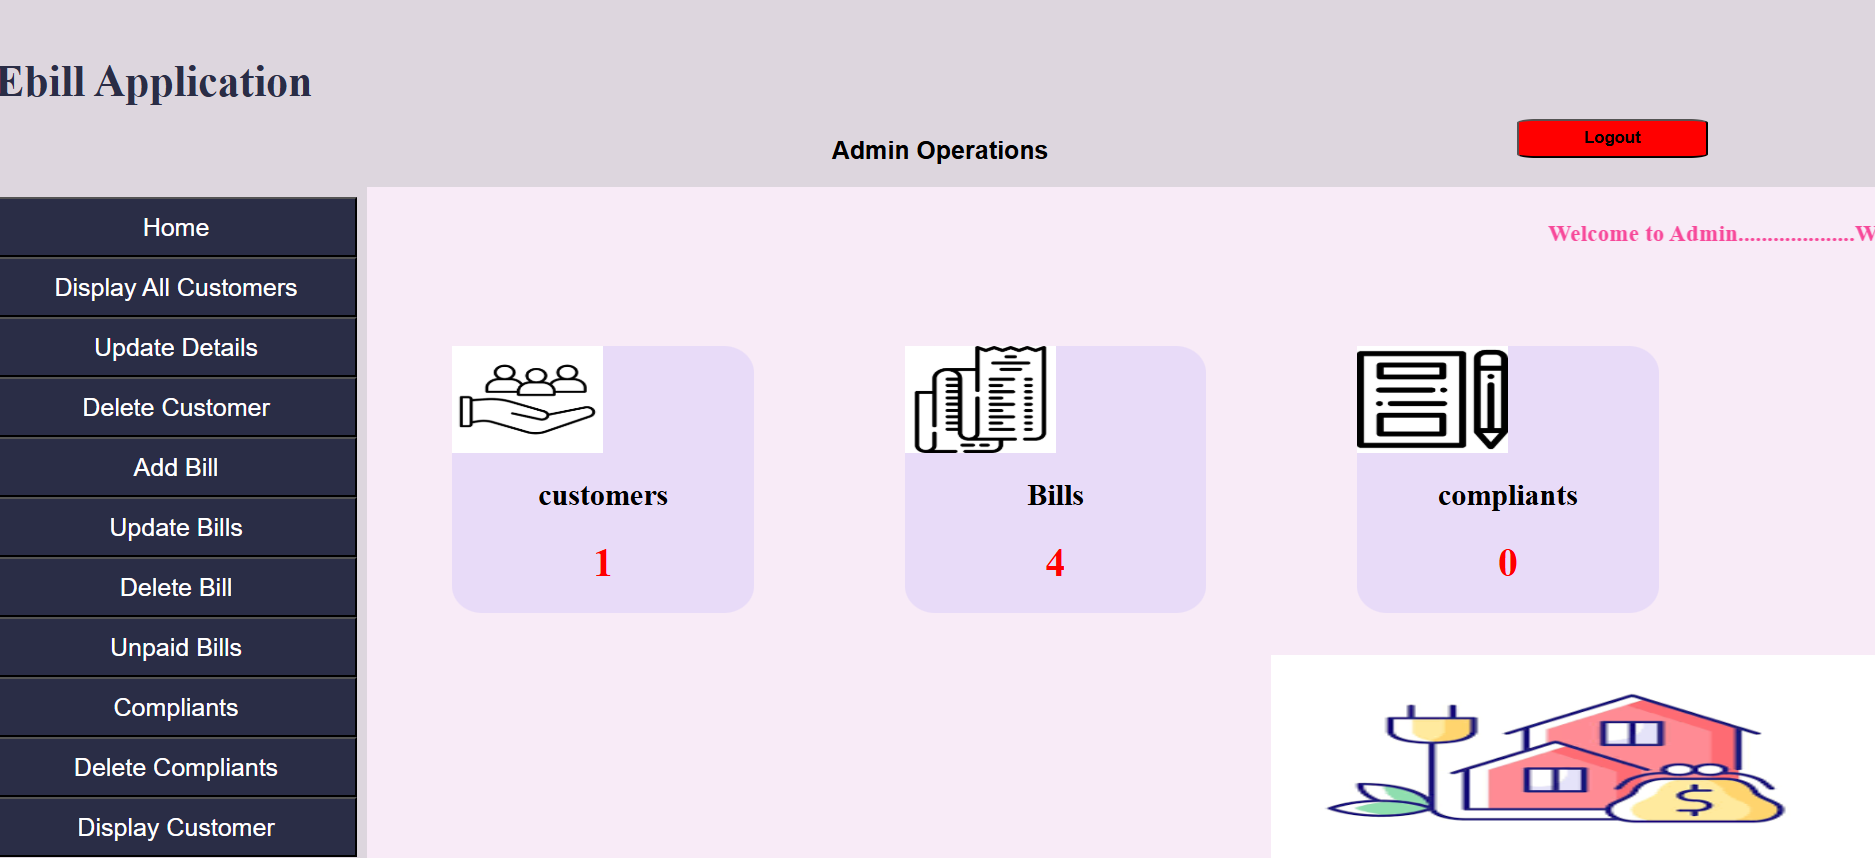 Ebill Application
Admin Operations
Logout
Welcome to Admin....................W
Home
Display All Customers
Update Details
Delete Customer
Add Bill
Update Bills
Delete Bill
Unpaid Bills
Compliants
Delete Compliants
Display Customer
customers
1
Bills
4
compliants
0
$